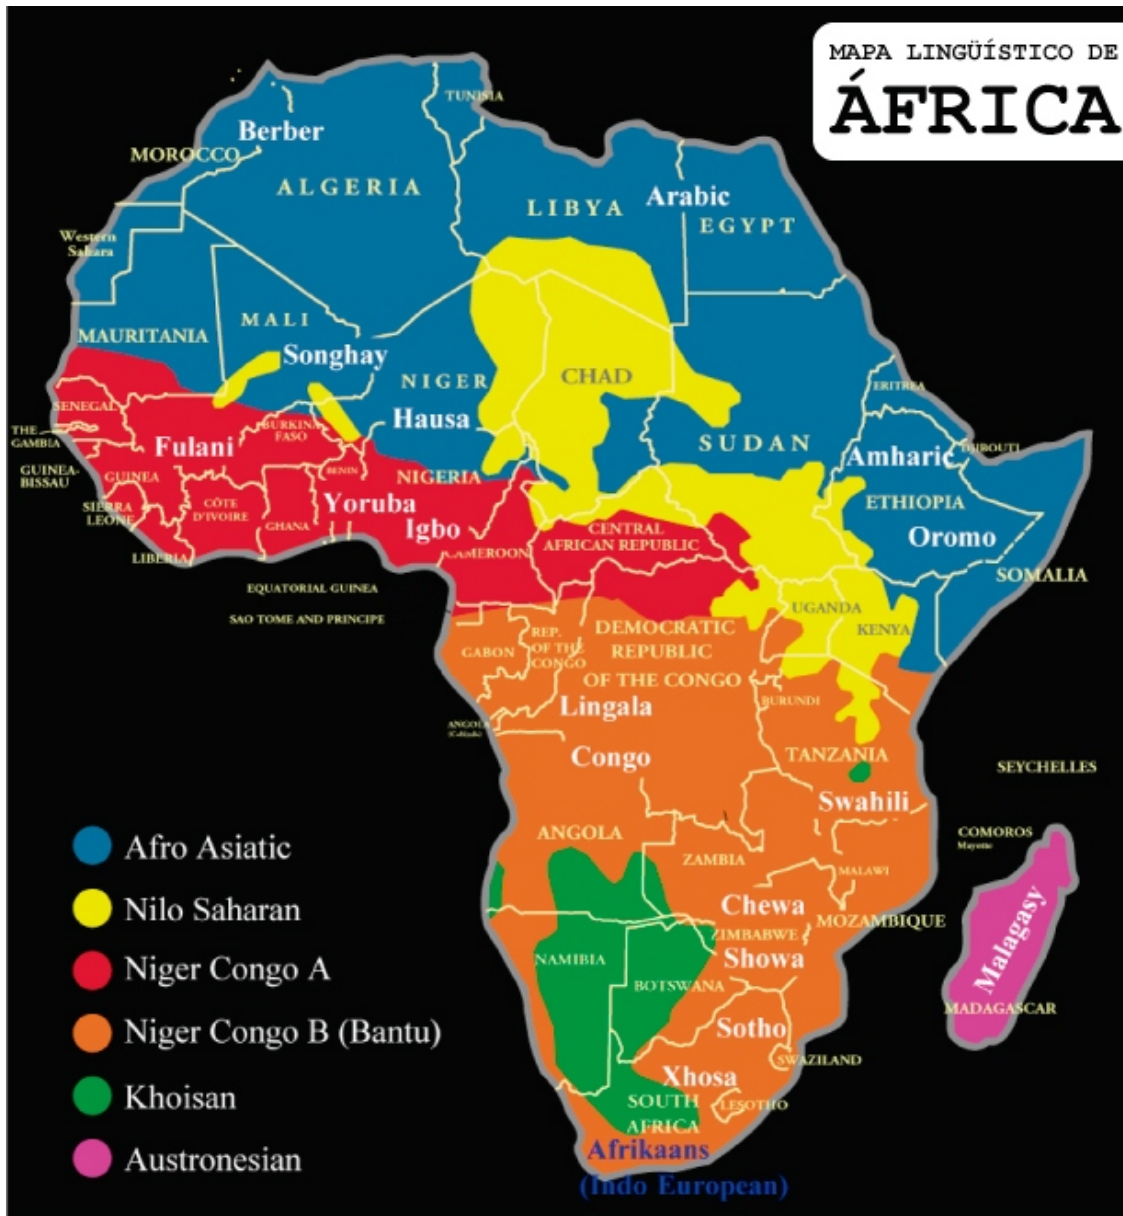 MAPA LINGÜÍSTICO DE
ÁFRICA
TUNISIA
Berber
MOROCCO
ALGERIA
LIBYA
Arabic
EGYPT
Western
Sahara
MAURITANIA
MALI
Songhay
NIGER
CHAD
Hausa
SUDAN
ERITREA
SENEGAL
THE
GAMBIA
GUINEA-
BISSAU
Fulani
BURKINA
FASO
GUINEA
BENIN
NIGERIA
Amharic
DJIBOUTI
ETHIOPIA
SIERRA
LEONE
CÔTE
D'IVOIRE
GHANA
Yoruba
Igbo
LIBERIA
CAMEROON
CENTRAL
AFRICAN REPUBLIC
Oromo
SOMALIA
EQUATORIAL GUINEA
SAO TOME AND PRINCIPE
UGANDA
KENYA
GABON
REP.
OF THE
CONGO
DEMOCRATIC
REPUBLIC
OF THE CONGO
BURUNDI
Lingala
ANGOLA
(Cabinda)
Congo
TANZANIA
SEYCHELLES
Swahili
ANGOLA
ZAMBIA
MALAWI
COMOROS
Mayotte
Chewa
MOZAMBIQUE
ZIMBABWE
Showa
NAMIBIA
BOTSWANA
Malagasy
MADAGASCAR
Sotho
SWAZILAND
Xhosa
SOUTH
AFRICA
LESOTHO
Afrikaans
(Indo European)
Afro Asiatic
Nilo Saharan
Niger Congo A
Niger Congo B (Bantu)
Khoisan
Austronesian